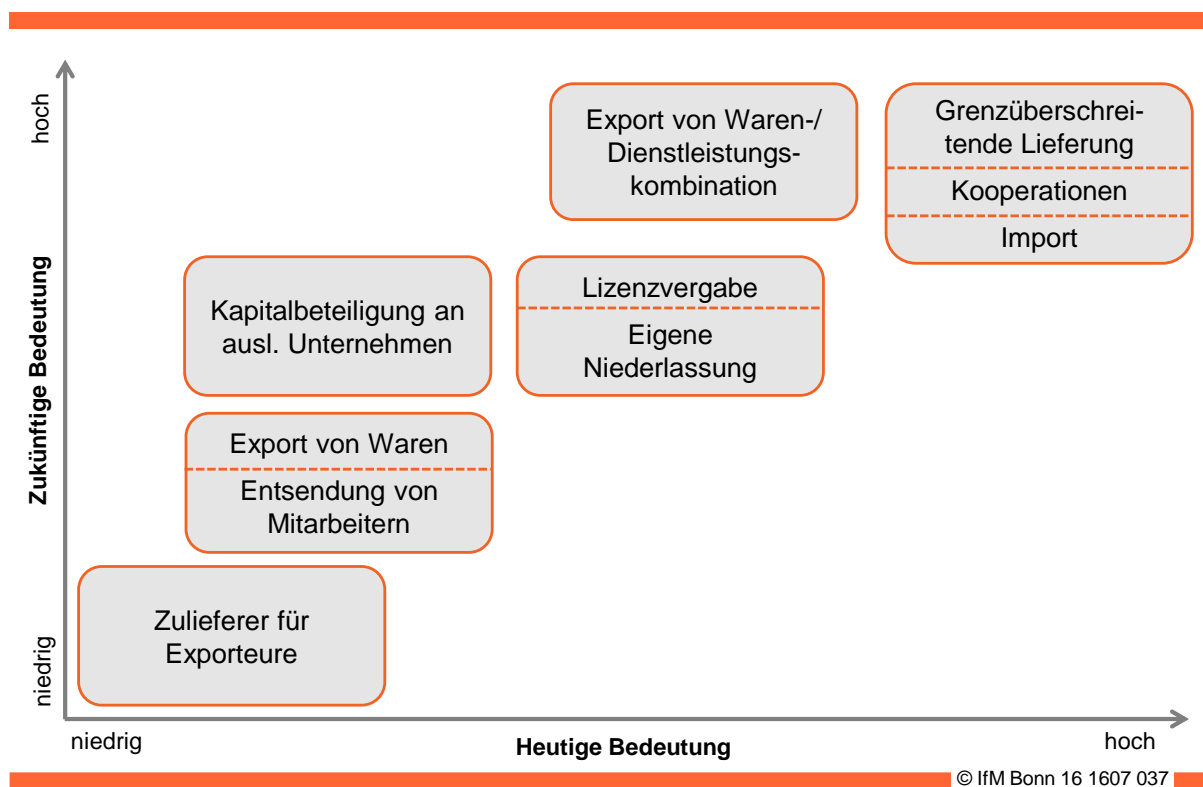 hoch
Export von Waren-/
Dienstleistungs-
kombination
Grenzüberschrei-
tende Lieferung
Kooperationen
Import
Zukünftige Bedeutung
Kapitalbeteiligung an
ausl. Unternehmen
Lizenzvergabe
Eigene
Niederlassung
Export von Waren
Entsendung von
Mitarbeitern
Zulieferer für
Exporteure
niedrig
niedrig
Heutige Bedeutung
hoch
© IfM Bonn 16 1607 037